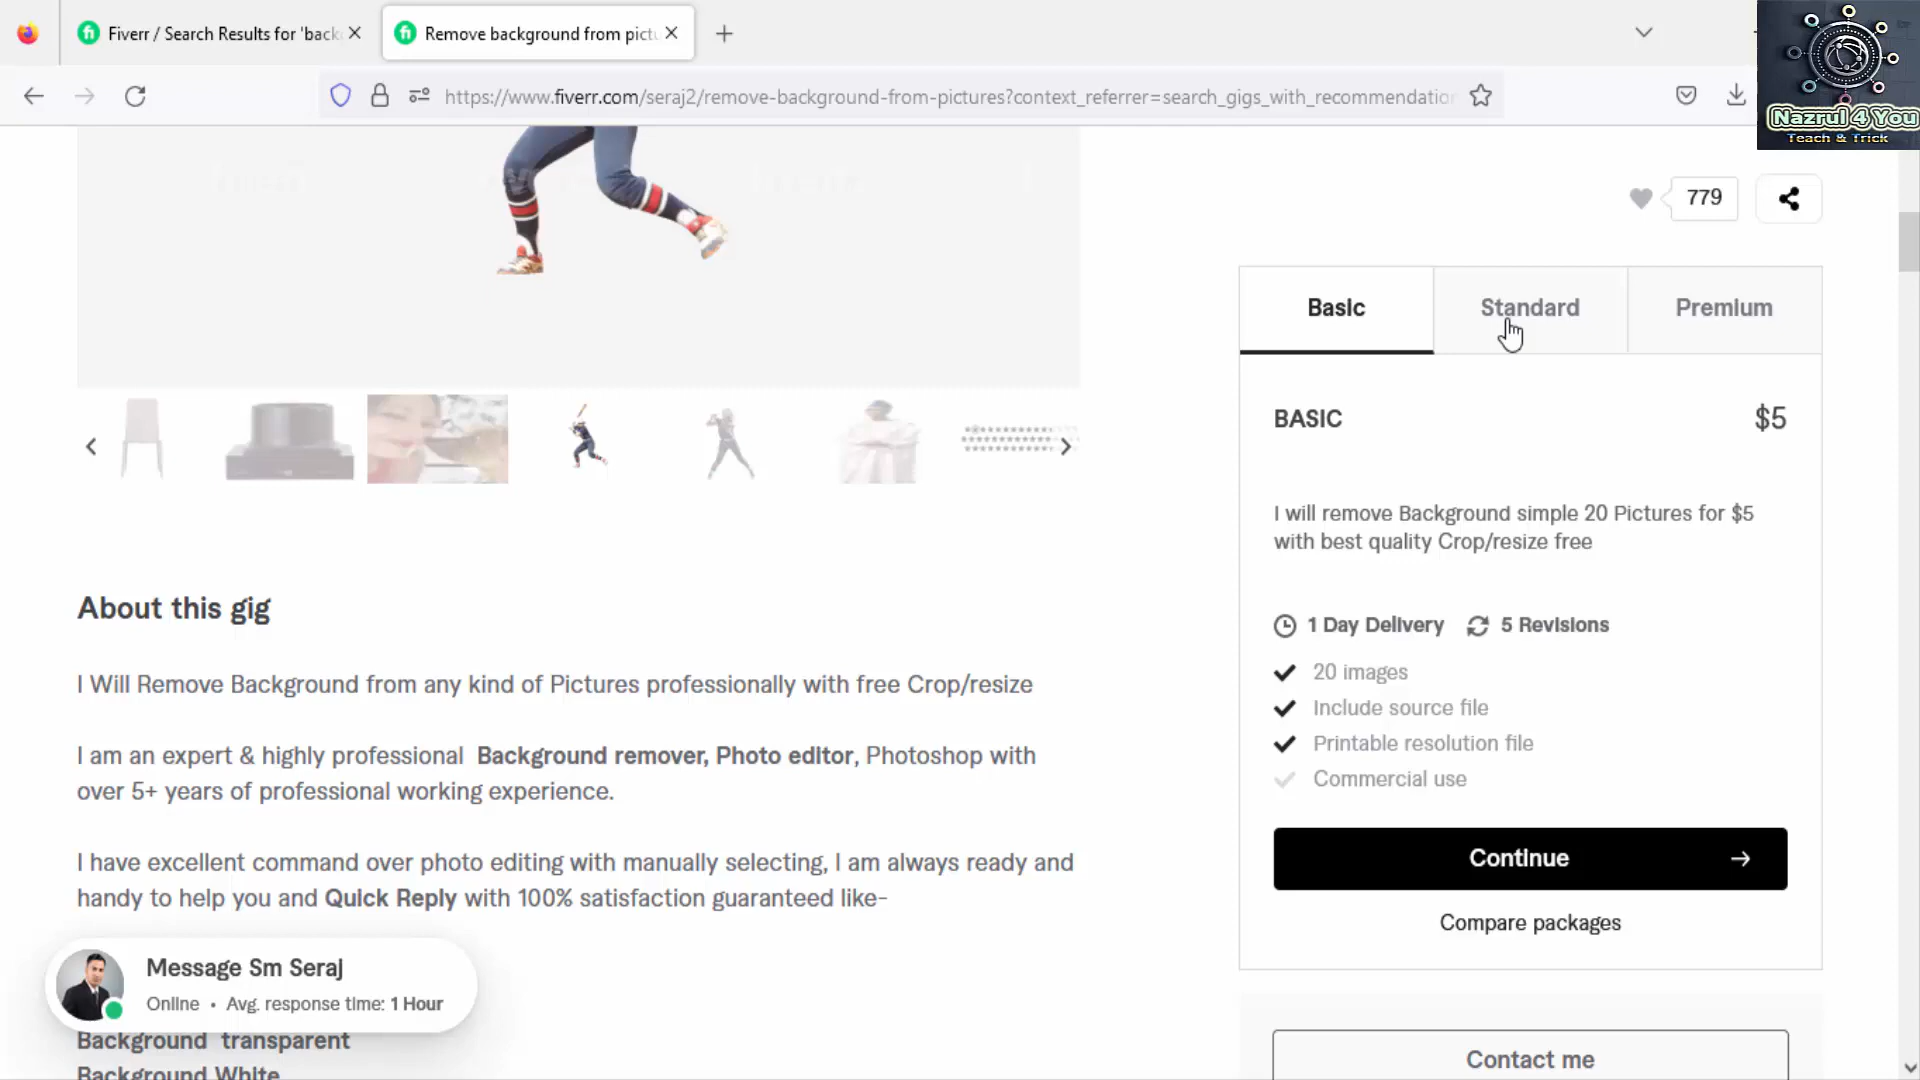 Fiverr / Search Results for 'back
Remove background from pictu
https://www.fiverr.com/seraj2/remove-background-from-pictures?context_referrer=search_gigs_with_recommendation
Nazrul 4 You
Teach & Trick
779
Basic
Standard
Premium
BASIC
$5
I will remove Background simple 20 Pictures for $5
with best quality Crop/resize free
1 Day Delivery
5 Revisions
20 images
Include source file
Printable resolution file
Commercial use
Continue
Compare packages
Contact me
About this gig
I Will Remove Background from any kind of Pictures professionally with free Crop/resize
I am an expert & highly professional Background remover, Photo editor, Photoshop with
over 5+ years of professional working experience.
I have excellent command over photo editing with manually selecting, I am always ready and
handy to help you and Quick Reply with 100% satisfaction guaranteed like-
Message Sm Seraj
Online • Avg. response time: 1 Hour
Background transparent
Background White